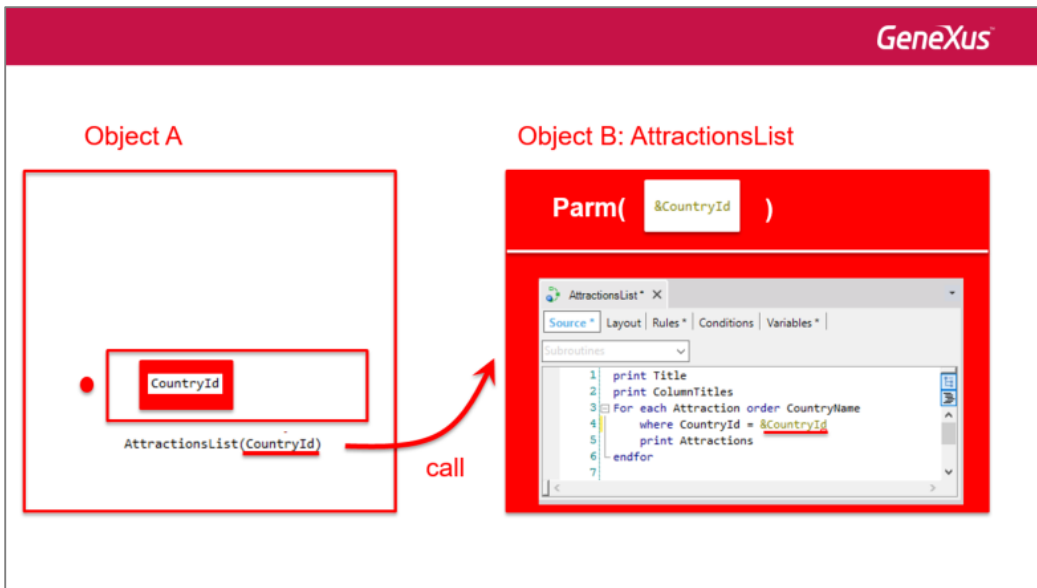 GeneXus
Object A
Object B: AttractionsList
Parm( &CountryId )
AttractionsList* X
Source * Layout Rules * Conditions Variables *
Subroutines
1 print Title
2 print ColumnTitles
3 For each Attraction order CountryName
4 where CountryId = &CountryId
5 print Attractions
6 endfor
7
CountryId
AttractionsList(CountryId)
call